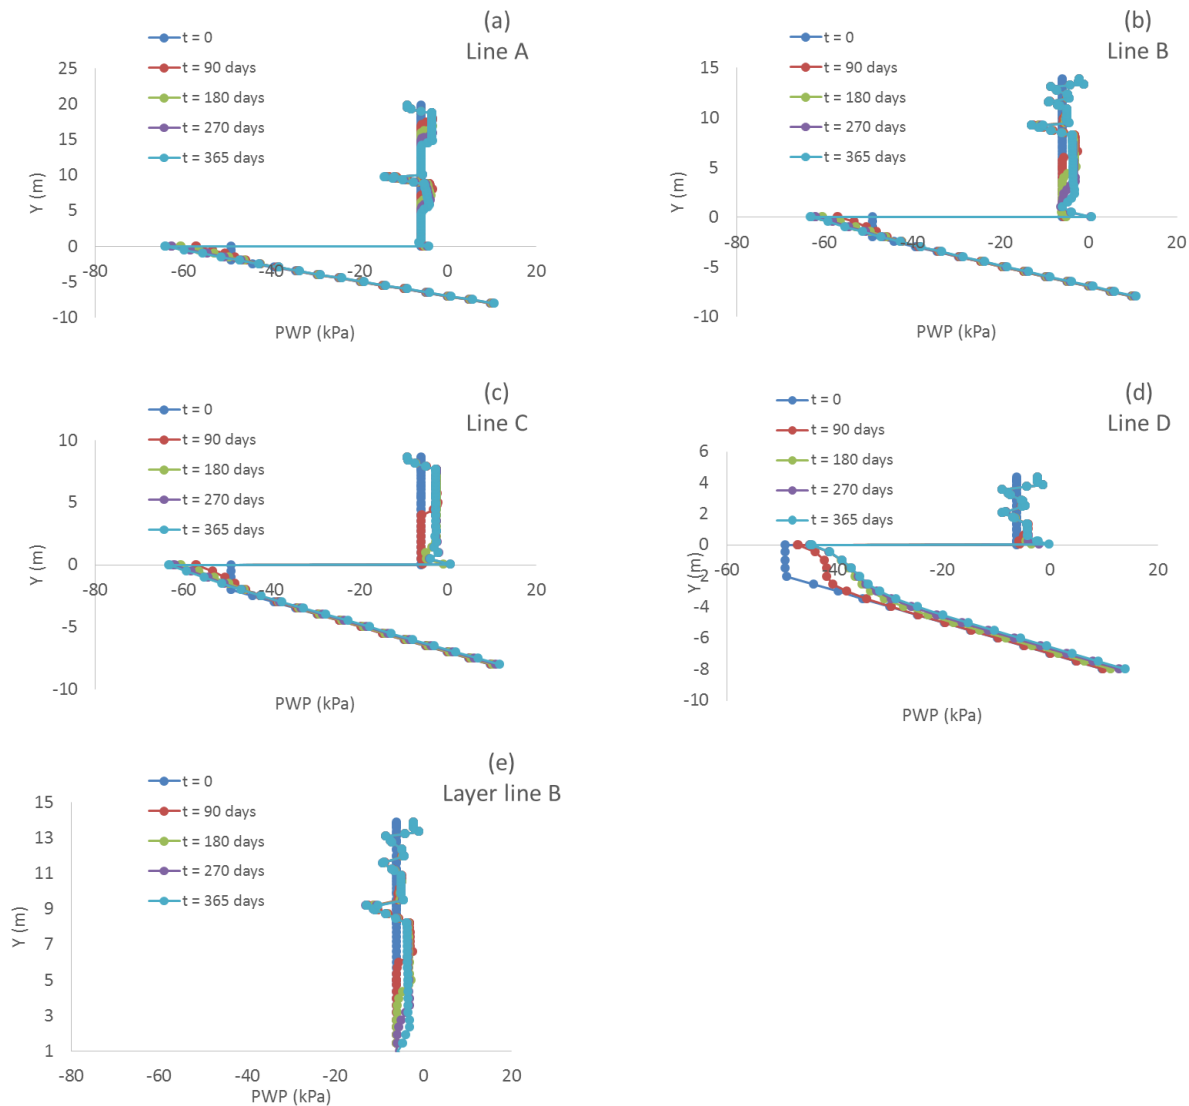 (a)
Line A
t = 0
t = 90 days
t = 180 days
t = 270 days
t = 365 days
25
20
15
10
5
0
-5
-10
-80
-60
-40
-20
0
20
Y (m)
PWP (kPa)
(b)
Line B
t = 0
t = 90 days
t = 180 days
t = 270 days
t = 365 days
15
10
5
0
-5
-10
-80
-60
-40
-20
0
20
Y (m)
PWP (kPa)
(c)
Line C
t = 0
t = 90 days
t = 180 days
t = 270 days
t = 365 days
10
5
0
-5
-10
-80
-60
-40
-20
0
20
Y (m)
PWP (kPa)
(d)
Line D
t = 0
t = 90 days
t = 180 days
t = 270 days
t = 365 days
6
4
2
0
-2
-4
-6
-8
-10
-60
-40
-20
0
20
Y (m)
PWP (kPa)
(e)
Layer line B
t = 0
t = 90 days
t = 180 days
t = 270 days
t = 365 days
15
13
11
9
7
5
3
1
-80
-60
-40
-20
0
20
Y (m)
PWP (kPa)